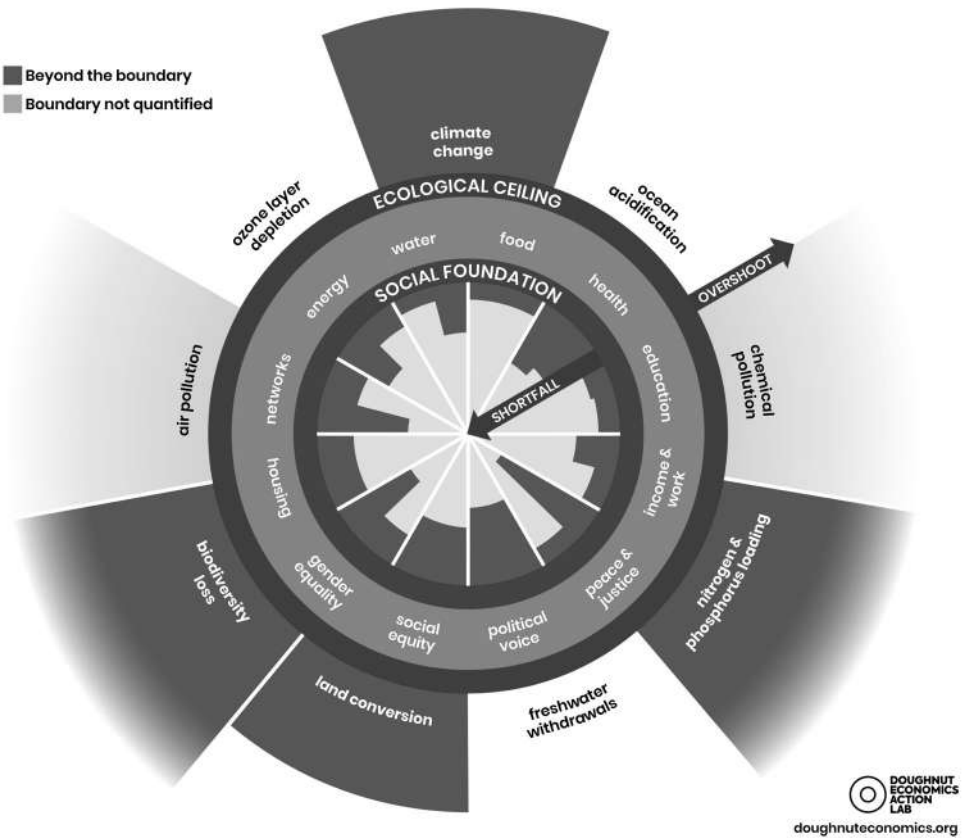 Beyond the boundary
Boundary not quantified
climate
change
ECOLOGICAL CEILING
ozone layer
depletion
ocean
acidification
OVERSHOOT
water
food
energy
SOCIAL FOUNDATION
health
air pollution
networks
education
chemical
pollution
SHORTFALL
housing
income &
work
biodiversity
loss
gender
equality
social
equity
political
voice
peace &
justice
nitrogen &
phosphorus loading
land conversion
freshwater
withdrawals
DOUGHNUT
ECONOMICS
ACTION
LAB
doughnuteconomics.org